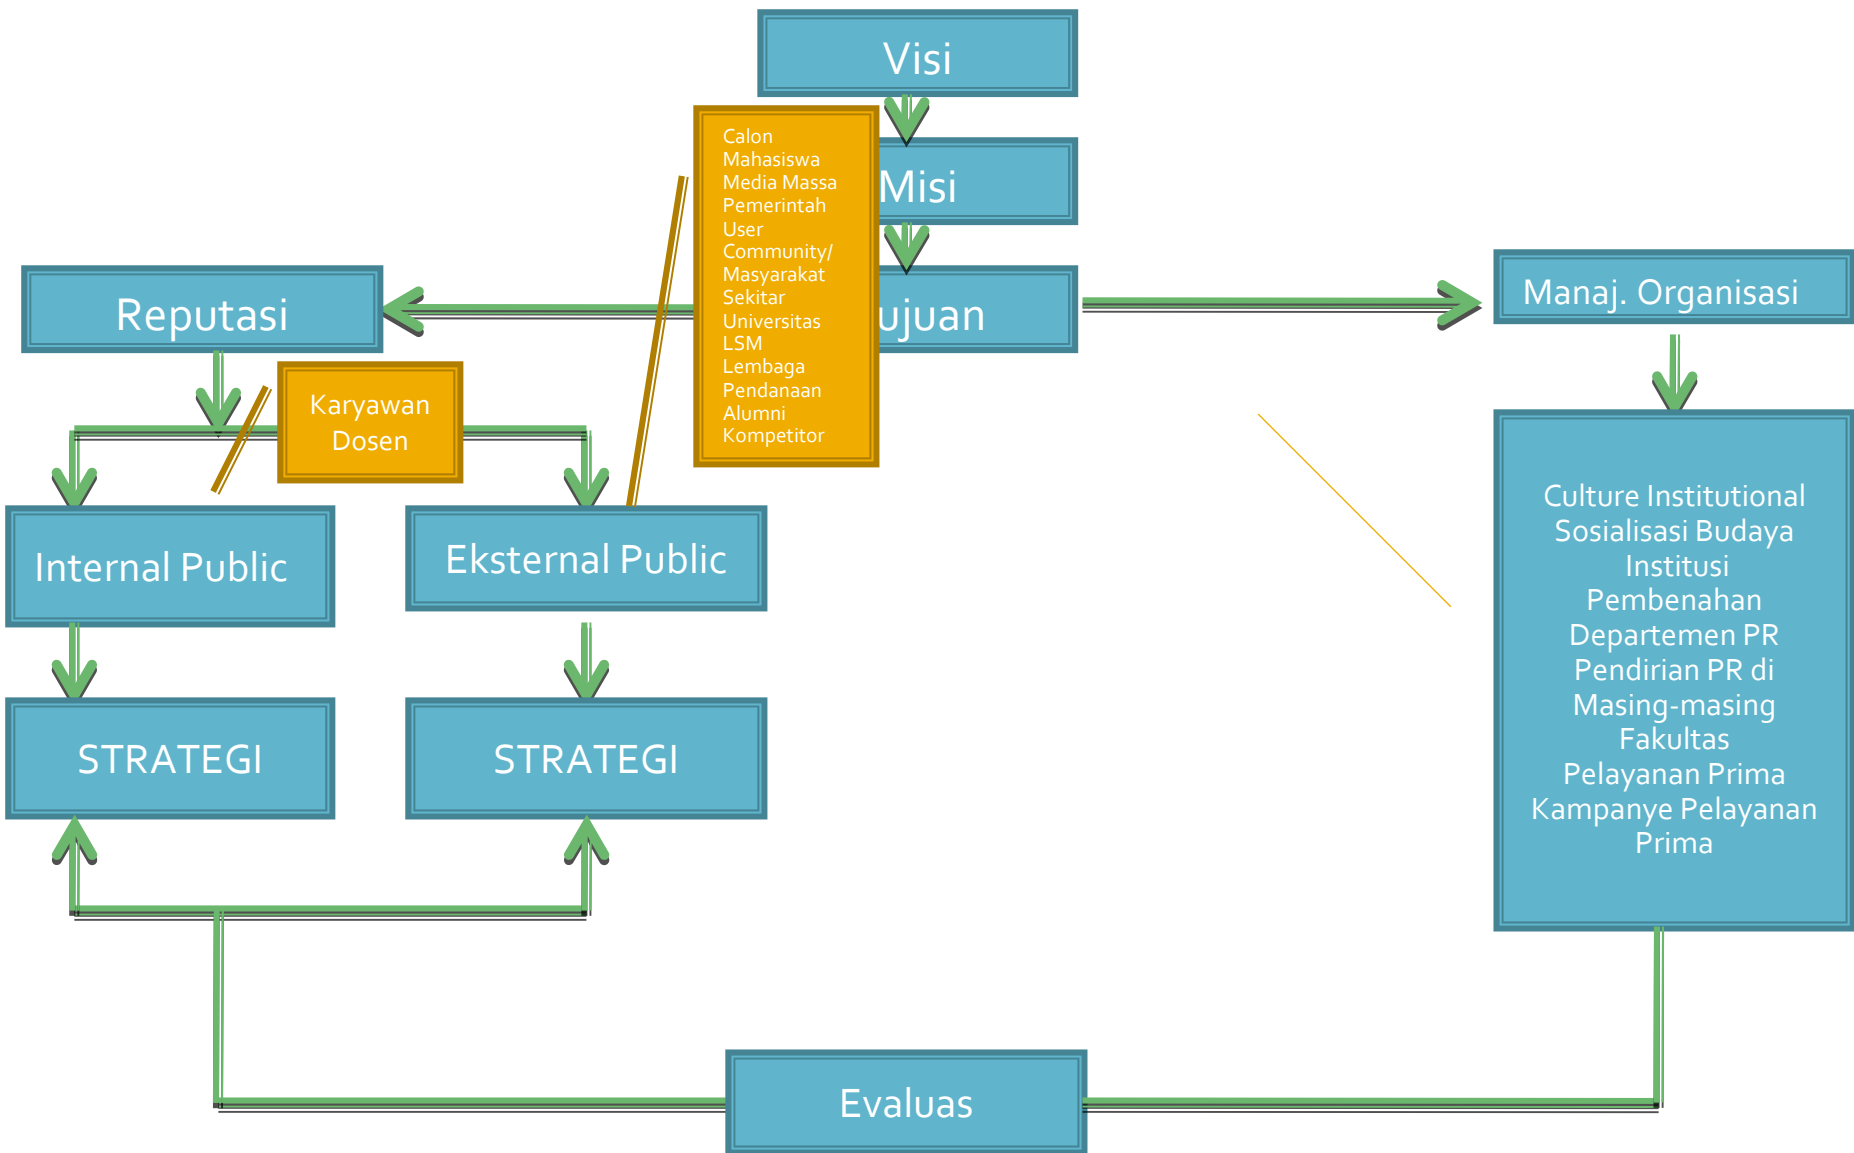 Visi
Calon
Mahasiswa
Media Massa
Pemerintah
User
Community/
Masyarakat
Sekitar
Universitas
LSM
Lembaga
Pendanaan
Alumni
Kompetitor
Misi
Reputasi
ujuan
Manaj. Organisasi
Karyawan
Dosen
Internal Public
Eksternal Public
Culture Institutional
Sosialisasi Budaya
Institusi
Pembenahan
Departemen PR
Pendirian PR di
Masing-masing
Fakultas
Pelayanan Prima
Kampanye Pelayanan
Prima
STRATEGI
STRATEGI
Evaluas